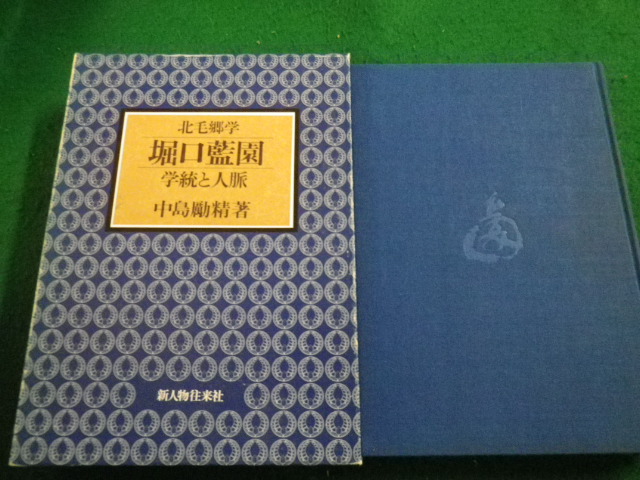 北毛郷学
堀口藍園
学統と人脈
中島励精著
新人物往来社